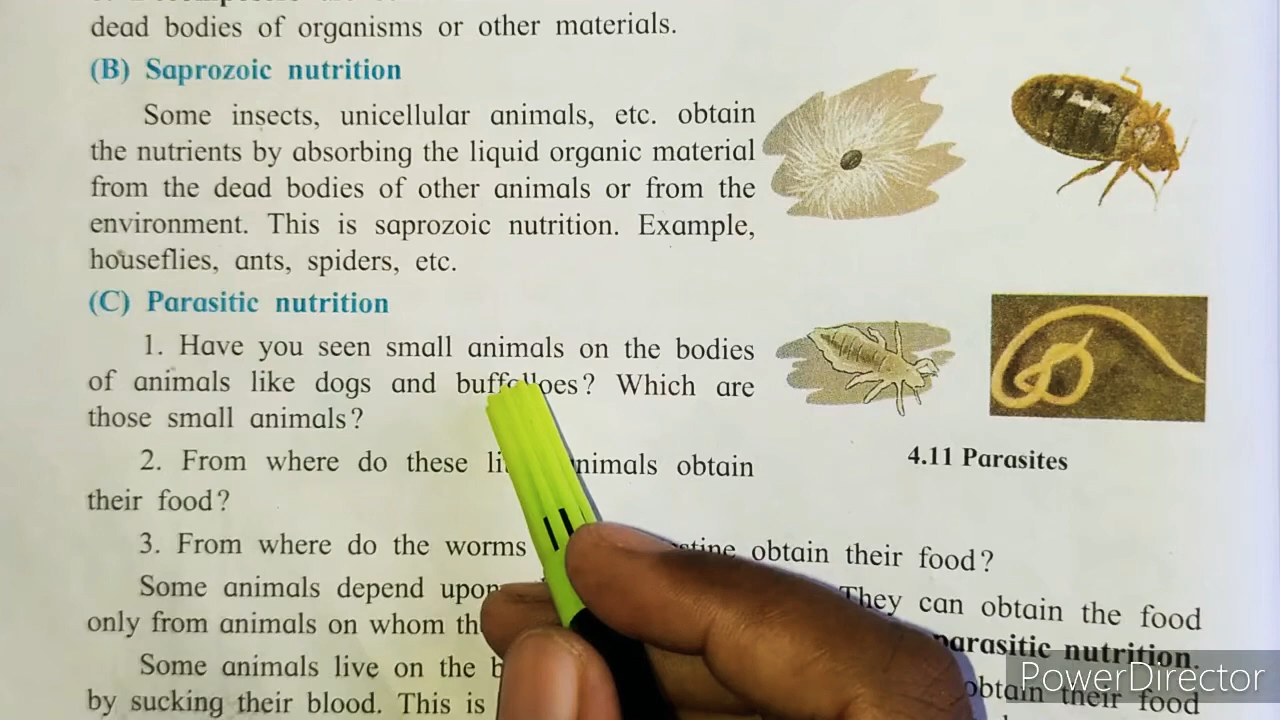 dead bodies of organisms or other materials.
(B) Saprozoic nutrition
Some insects, unicellular animals, etc. obtain
the nutrients by absorbing the liquid organic material
from the dead bodies of other animals or from the
environment. This is saprozoic nutrition. Example,
houseflies, ants, spiders, etc.
(C) Parasitic nutrition
1. Have you seen small animals on the bodies
of animals like dogs and buffalloes? Which are
those small animals?
4.11 Parasites
2. From where do these animals obtain
their food?
3. From where do the worms obtain their food?
Some animals depend upon They can obtain the food
only from animals on whom parasitic nutrition.
Some animals live on the obtain their food
by sucking their blood. This is
PowerDirector